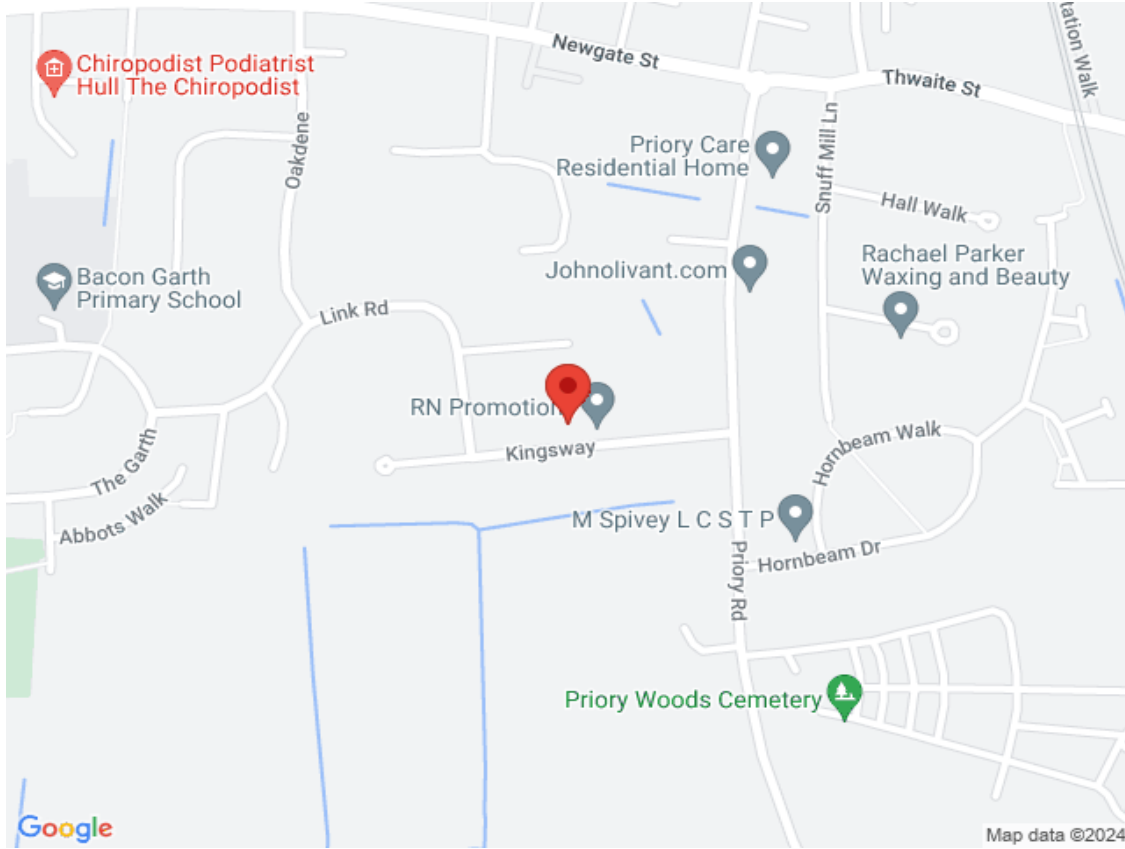 Chiropodist Podiatrist
Hull The Chiropodist
Newgate St
Thwaite St
Station Walk
Oakdene
Priory Care
Residential Home
Snuff Mill Ln
Hall Walk
Bacon Garth
Primary School
Johnolivant.com
Rachael Parker
Waxing and Beauty
Link Rd
RN Promotion
Kingsway
Hornbeam Walk
The Garth
Abbots Walk
M Spivey L C S T P
Hornbeam Dr
Priory Rd
Priory Woods Cemetery
Google
Map data ©2024